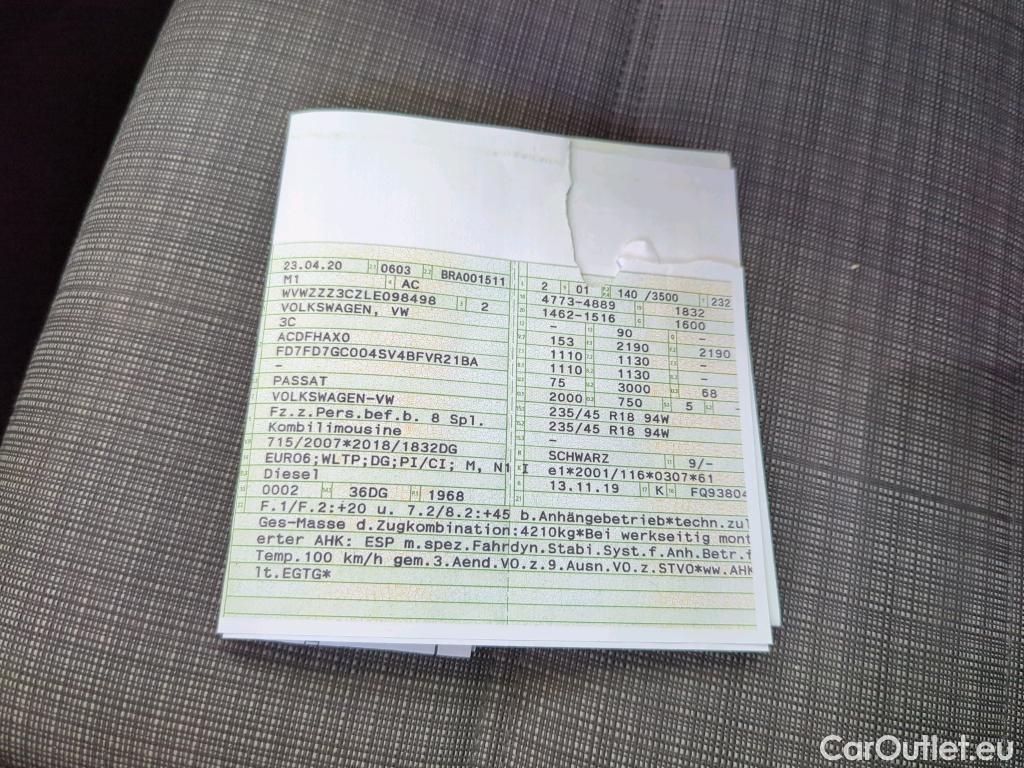 23.04.20 0603 BRA001511
M1 AC
WVWZZZ3CZLE098498 2
VOLKSWAGEN, VW
3C
ACDFHAX0
FD7FD7GC004SV4BFVR21BA
–
PASSAT
VOLKSWAGEN-VW
Fz.z.Pers.bef.b. 8 Spl.
Kombilimousine
715/2007*2018/1832DG
EURO6;WLTP;DG;PI/CI; M, N1 I
Diesel
0002 36DG 1968
2 01 140 /3500 232
4773-4889 1832
1462-1516 1600
– 90 –
153 2190 2190
1110 1130 –
1110 1130 –
75 3000 68
2000 750 5 –
235/45 R18 94W
235/45 R18 94W
–
SCHWARZ 9/–
e1*2001/116*0307*61
13.11.19 K FQ93804
F.1/F.2:+20 u. 7.2/8.2:+45 b.Anhängebetrieb*techn.zul
Ges-Masse d.Zugkombination:4210kg*Bei werkseitig mont
erter AHK: ESP m.spez.Fahrdyn.Stabi.Syst.f.Anh.Betr.f
Temp.100 km/h gem.3.Aend.VO.z.9.Ausn.VO.z.STVO*ww.AHK
lt.EGTG*
CarOutlet.eu